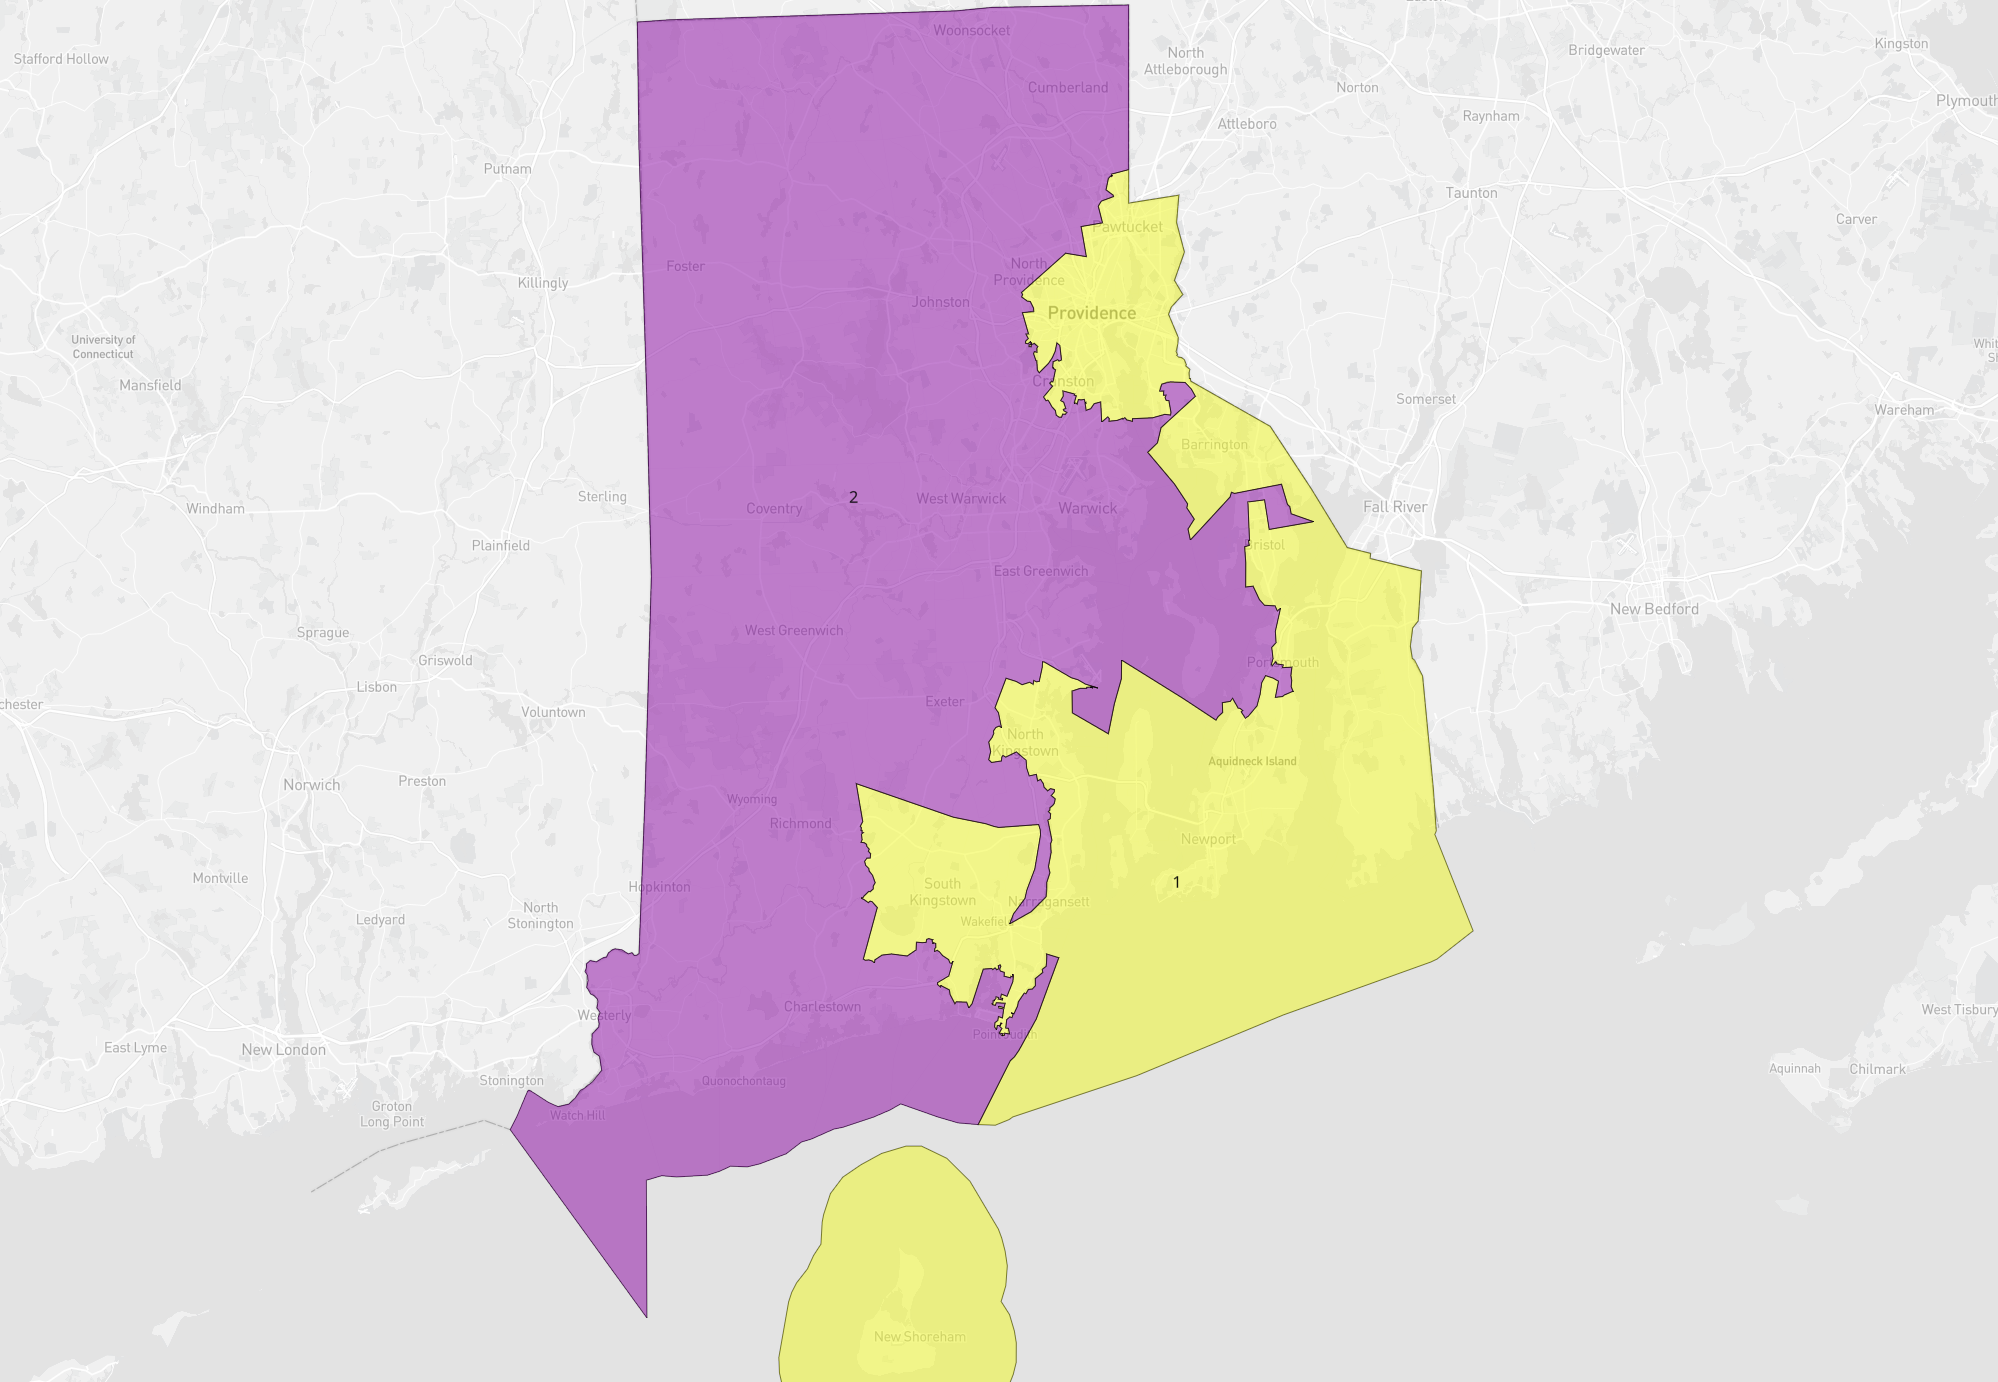 Stafford Hollow
Woonsocket
North
Attleborough
Bridgewater
Kingston
Cumberland
Norton
Plymouth
Raynham
Attleboro
Putnam
Taunton
Carver
Pawtucket
Foster
North
Providence
Killingly
Johnston
Providence
University of
Connecticut
Mansfield
Cranston
Somerset
Wareham
Barrington
2
Sterling
West Warwick
Windham
Coventry
Warwick
Fall River
Plainfield
Bristol
East Greenwich
New Bedford
Sprague
West Greenwich
Griswold
Portsmouth
Lisbon
chester
Voluntown
Exeter
North
Kingstown
Aquidneck Island
Norwich
Preston
Wyoming
Richmond
Newport
Montville
Hopkinton
South
Kingstown
1
Narragansett
North
Stonington
Ledyard
Wakefield
Charlestown
Westerly
West Tisbury
East Lyme
New London
Point Judith
Stonington
Quonochontaug
Aquinnah
Chilmark
Groton
Long Point
Watch Hill
New Shoreham